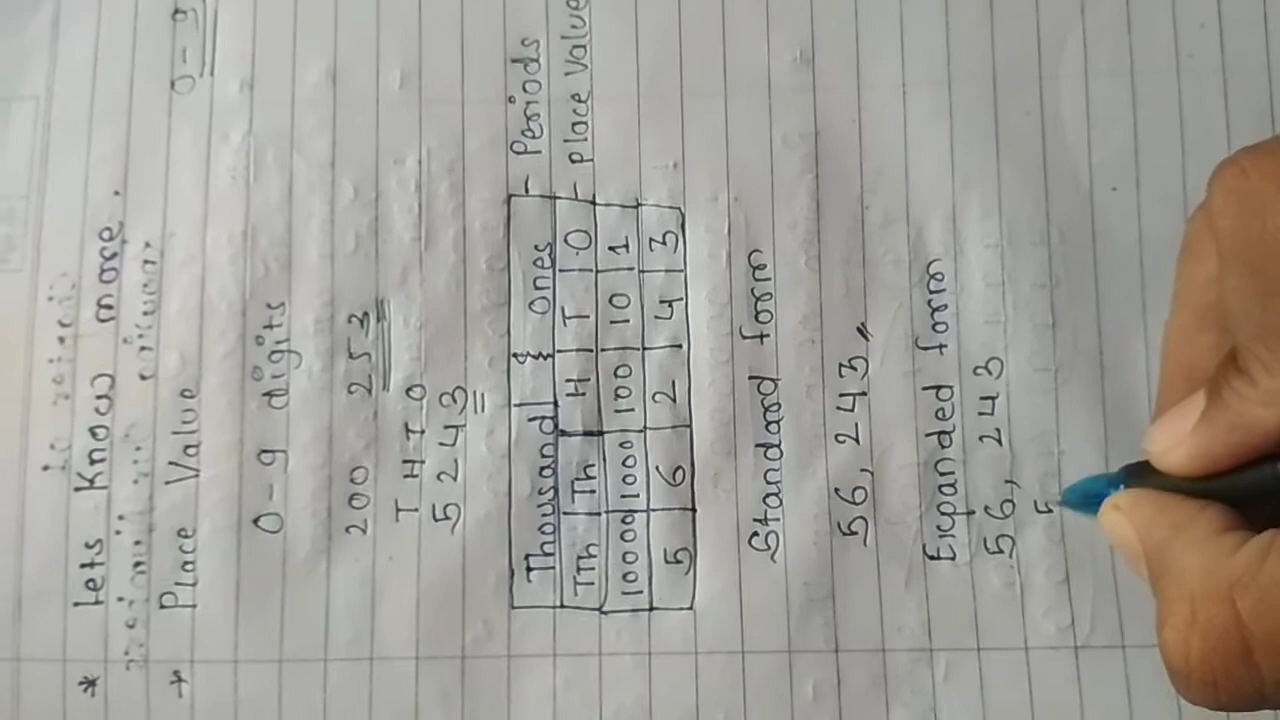 * Lets Know more.
+ Place Value 0-9
0-9 digits
200 253
T H T O
5 2 4 3
Thousand Ones - Periods
TTh Th H T O - Place Value
10000 1000 100 10 1
5 6 2 4 3
Standard form
56, 243
Expanded form
56, 243
5